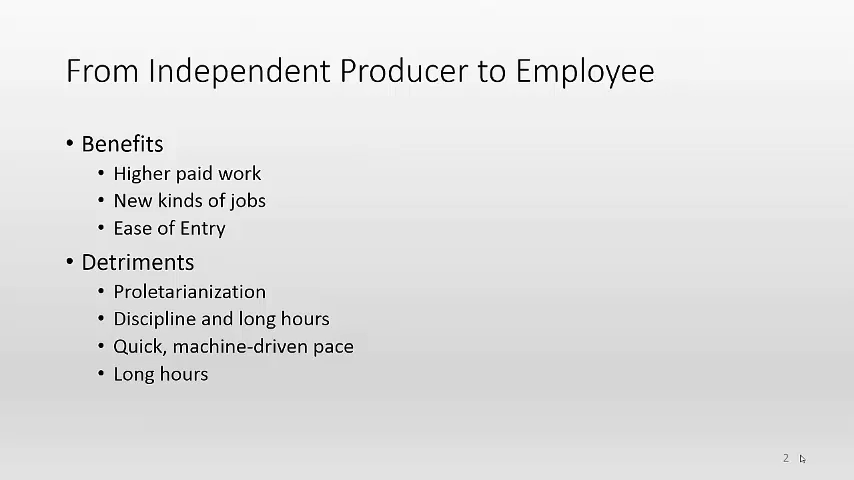 From Independent Producer to Employee
• Benefits
• Higher paid work
• New kinds of jobs
• Ease of Entry
• Detriments
• Proletarianization
• Discipline and long hours
• Quick, machine-driven pace
• Long hours
2